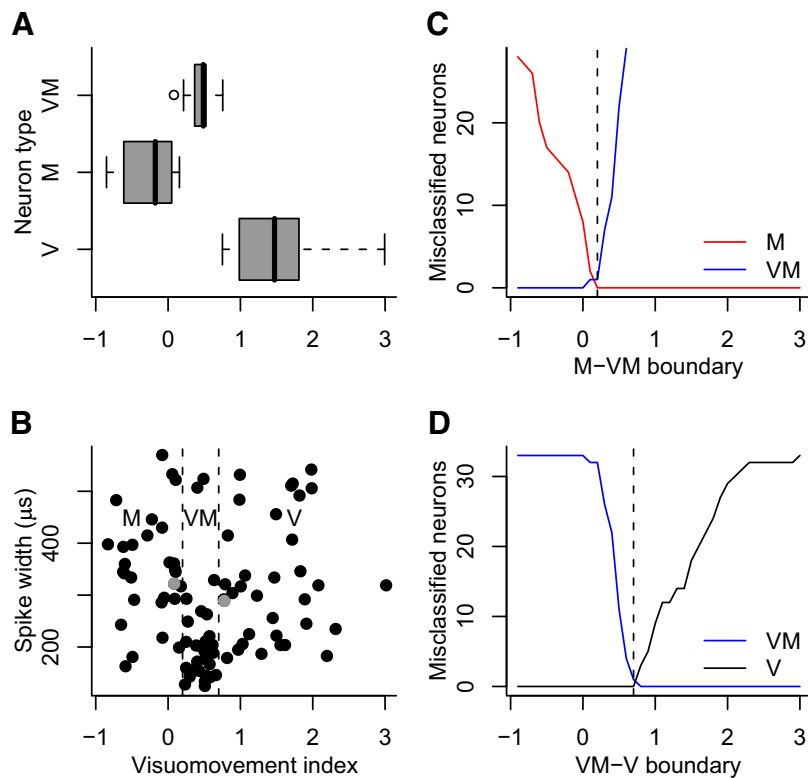 A
Neuron type
VM
M
V
−1 0 1 2 3
C
Misclassified neurons
20
10
0
M
VM
−1 0 1 2 3
M−VM boundary
B
Spike width (μs)
400
200
M VM V
−1 0 1 2 3
Visuomovement index
D
Misclassified neurons
30
20
10
0
VM
V
−1 0 1 2 3
VM−V boundary